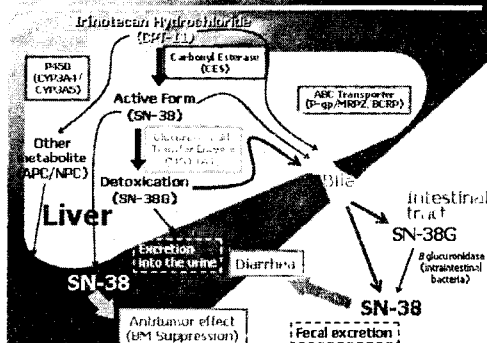 Irinotecan Hydrochloride
(CPT-11)
P450
(CYP3A4/
CYP3A5)
Carbonyl Esterase
(CES)
ABC Transporter
(P-gp/MRP2, BCRP)
Active Form
(SN-38)
Other
metabolite
(APC/NPC)
Transfer Enzyme
Detoxication
(SN-38G)
Bile
Liver
Intestinal
tract
SN-38G
Excretion
into the urine
Diarrhea
β glucuronidase
(intraintestinal
bacteria)
SN-38
SN-38
Antitumor effect
(BM Suppression)
Fecal excretion